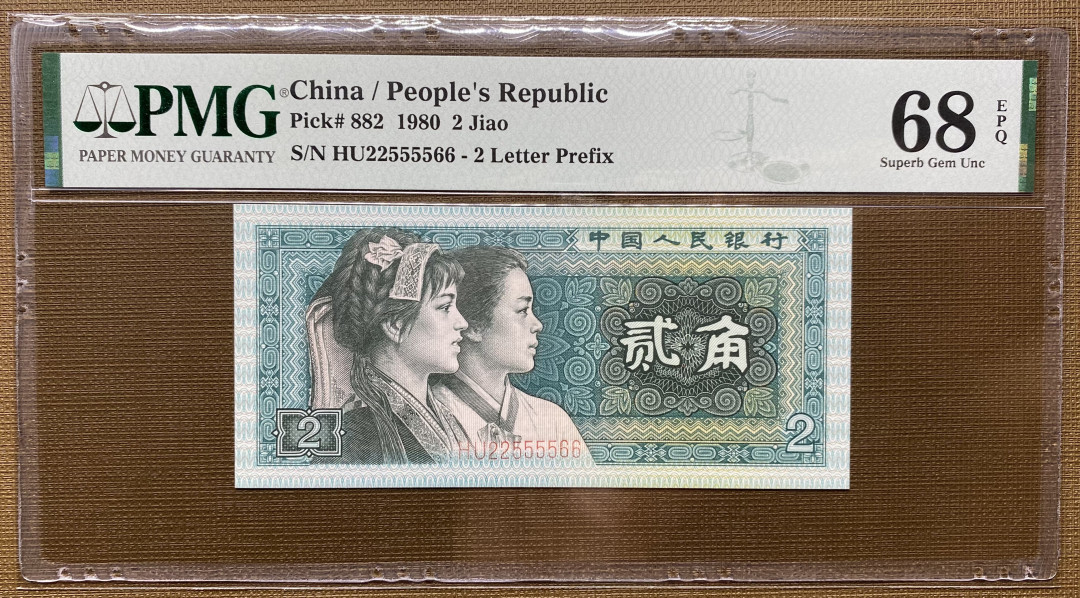 PMG®
PAPER MONEY GUARANTY
China / People's Republic
Pick# 882 1980 2 Jiao
S/N HU22555566 - 2 Letter Prefix
68
EPQ
Superb Gem Unc
中国人民银行
贰角
2
2
HU22555566